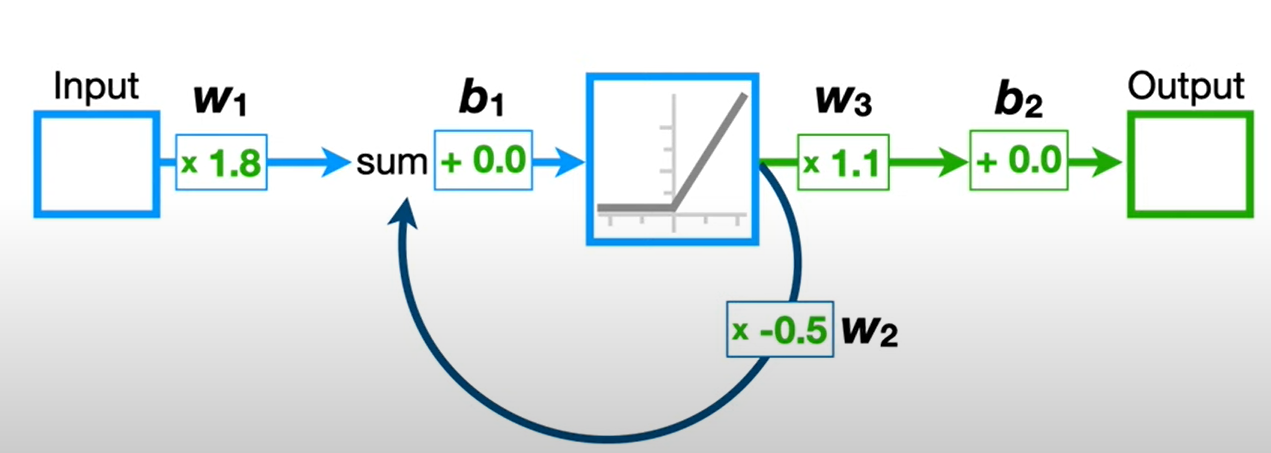 Input
w1
b1
w3
b2
Output
x 1.8
sum
+ 0.0
x 1.1
+ 0.0
x -0.5
w2